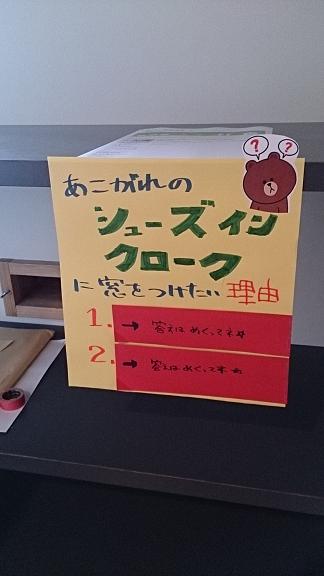 あこがれの
シューズイン
クローク
に窓をつけたい理由
1. → 答えはめくってネ☆
2. → 答えはめくってネ☆
? ?